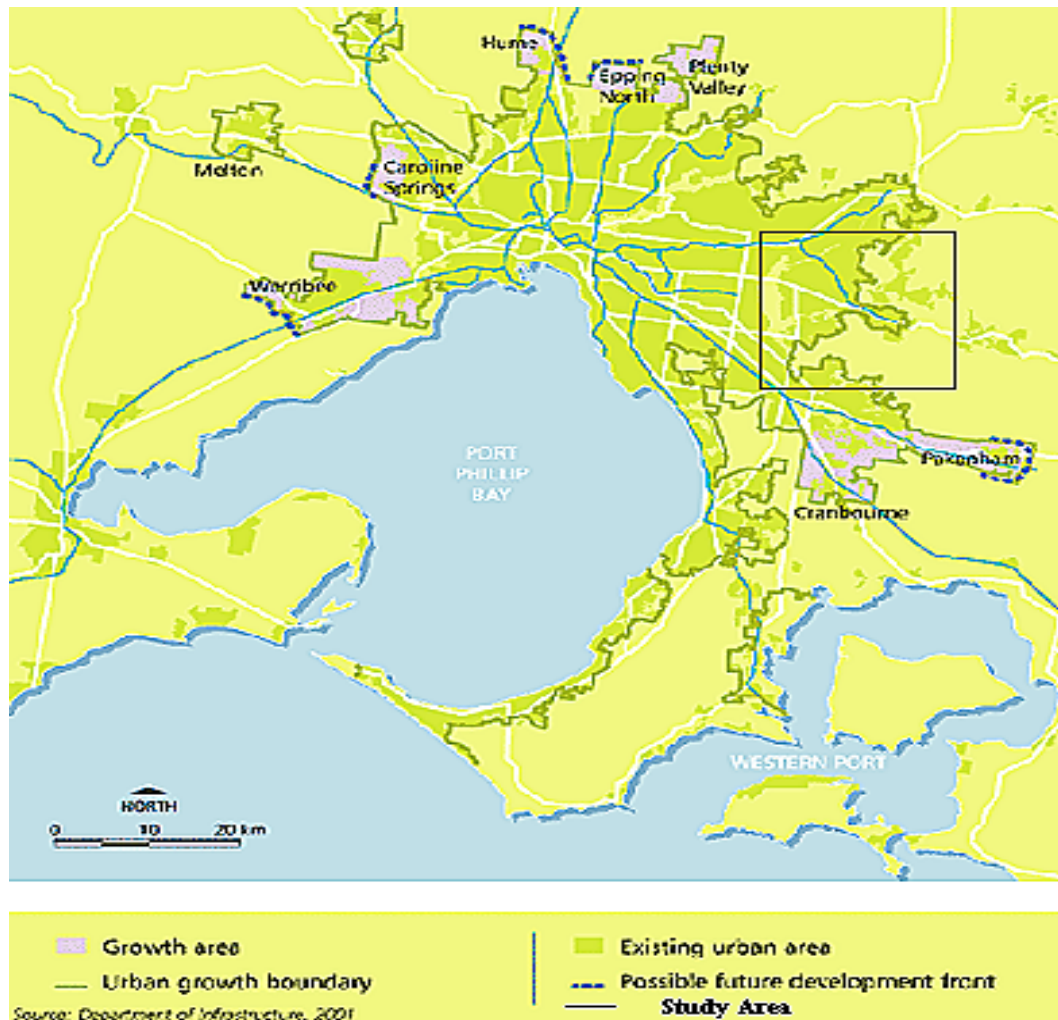 Hume
Epping
North
Plenty
Valley
Melton
Caroline
Springs
Werribee
PORT
PHILLIP
BAY
Pakenham
Cranbourne
WESTERN PORT
NORTH
0 10 20 km
Growth area
Existing urban area
Urban growth boundary
Possible future development front
Study Area
Source: Department of Infrastructure, 2001